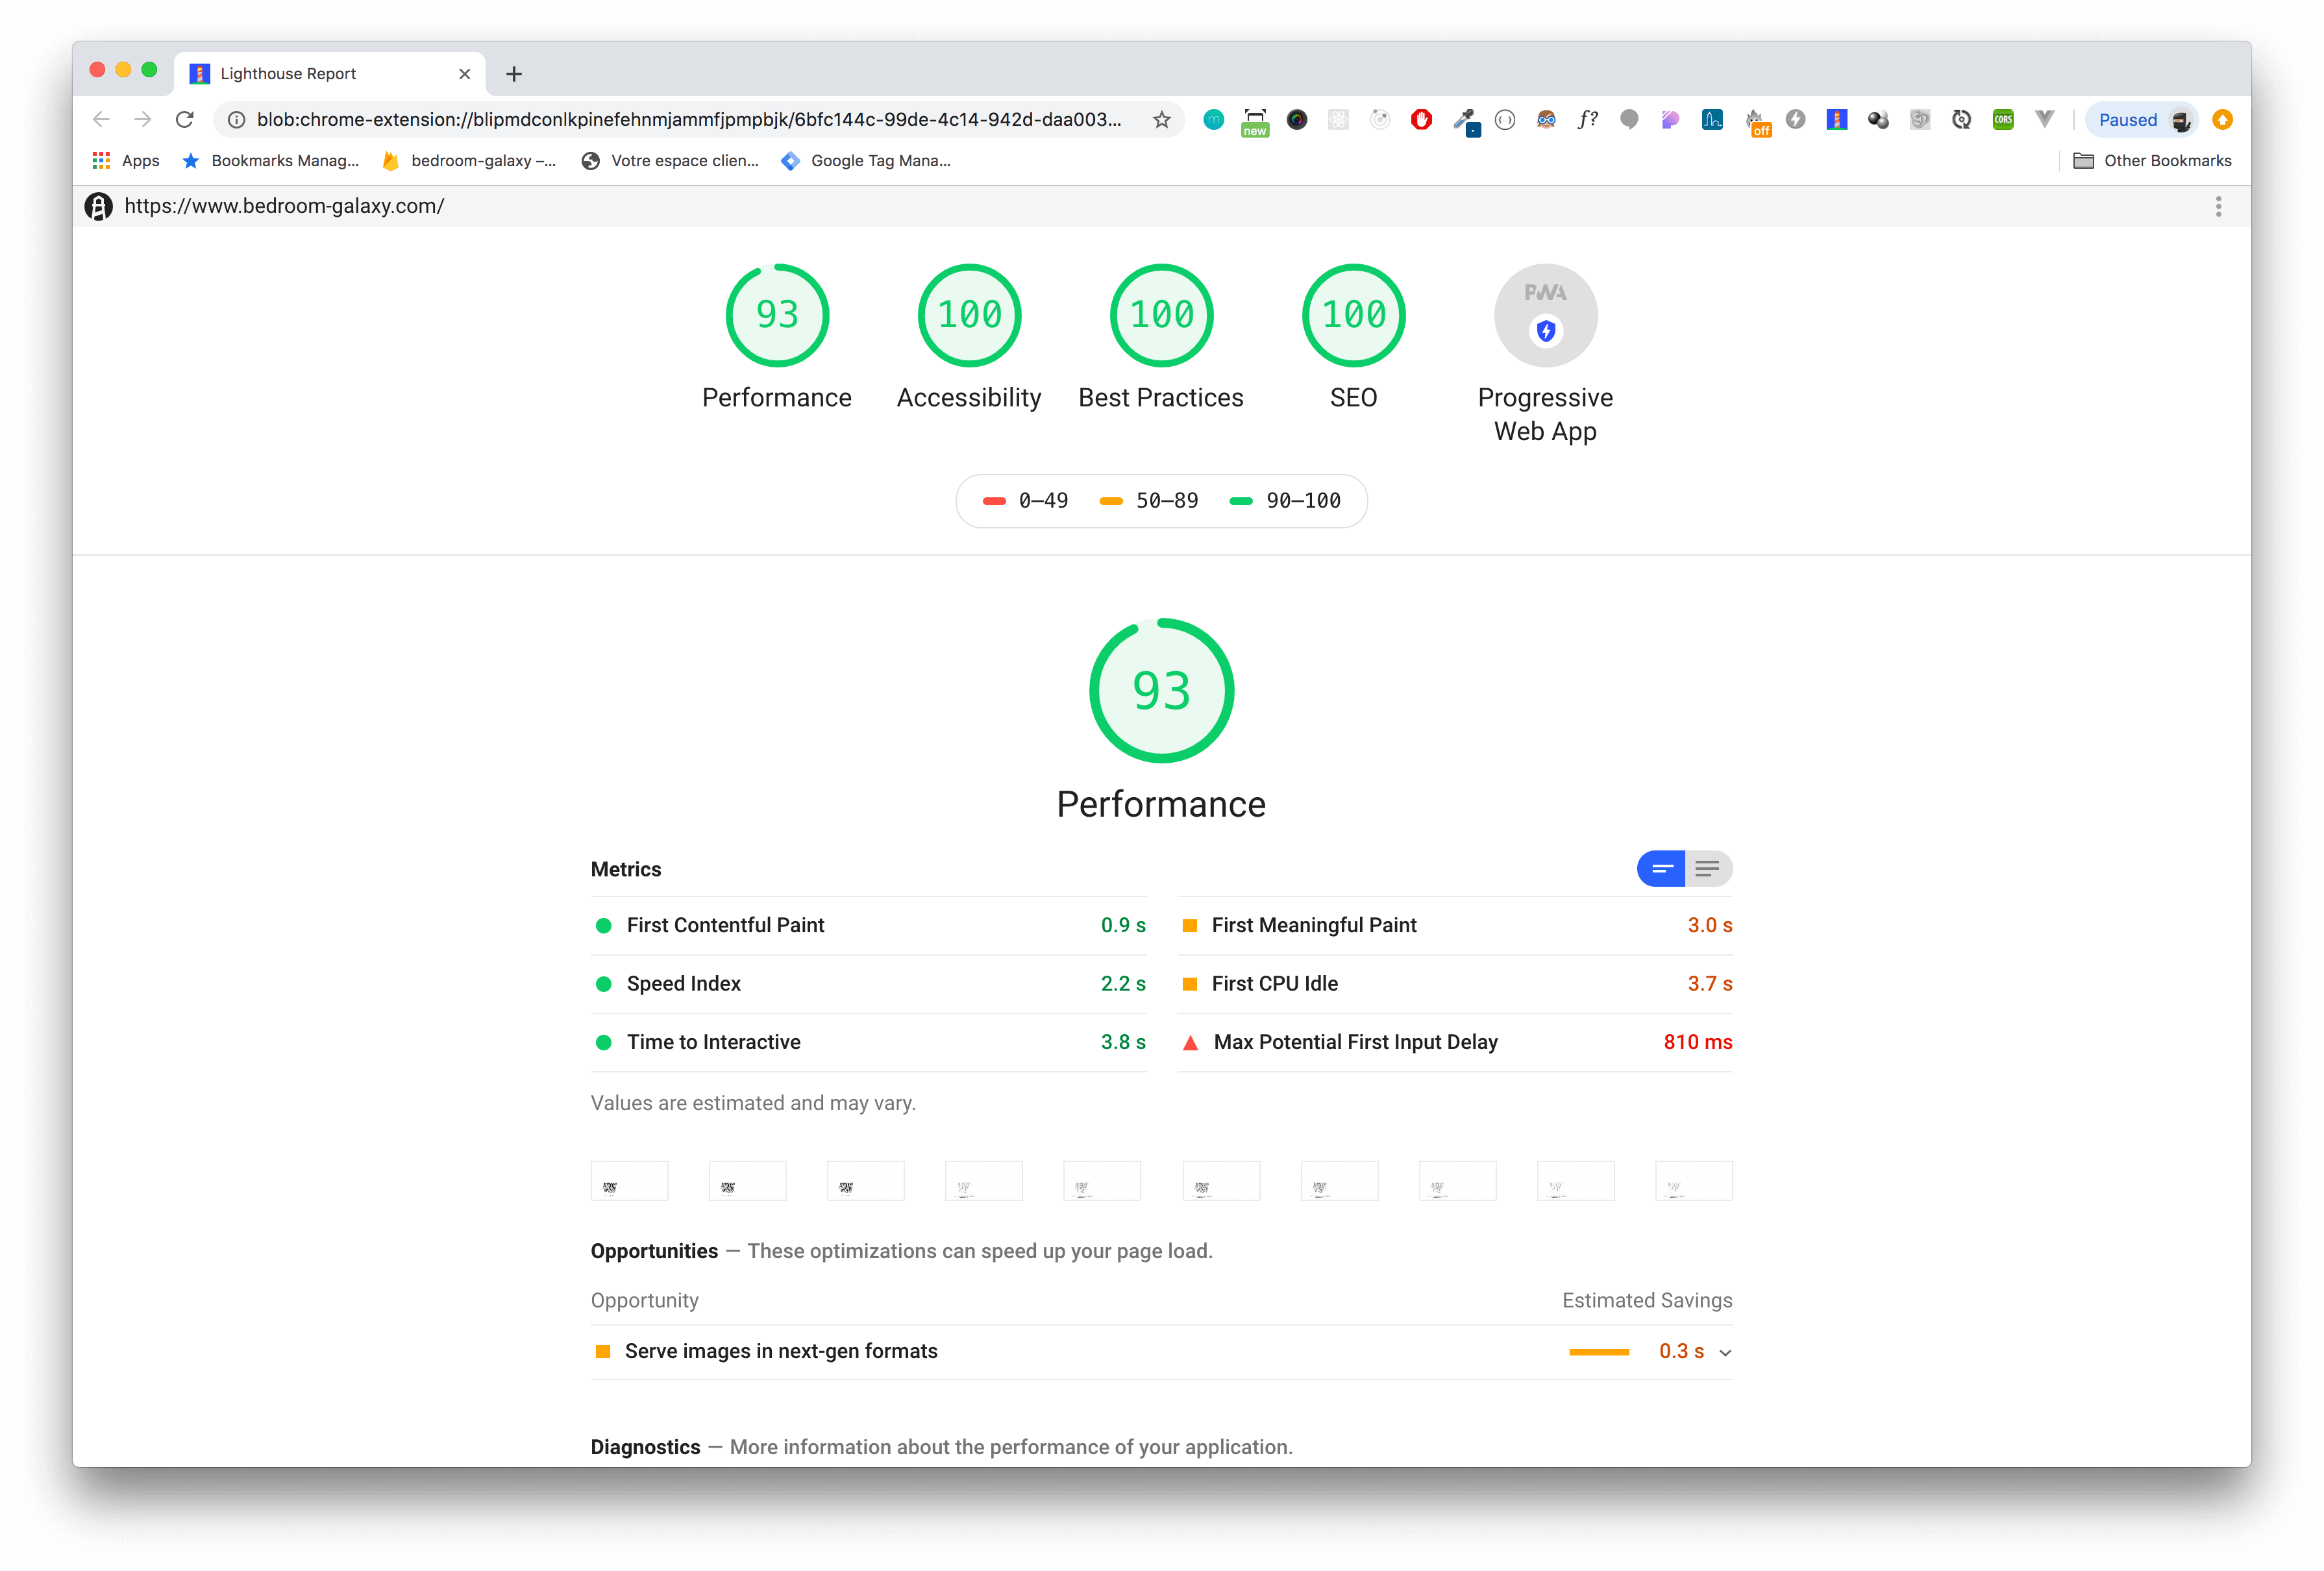 Lighthouse Report
blob:chrome-extension://blipmdconlkpinefehnmjammfjpmpbjk/6bfc144c-99de-4c14-942d-daa003...
new
f?
off
CORS
Paused
Apps
Bookmarks Manag...
bedroom-galaxy –...
Votre espace clien...
Google Tag Mana...
Other Bookmarks
https://www.bedroom-galaxy.com/
93
100
100
100
PWA
Performance
Accessibility
Best Practices
SEO
Progressive
Web App
0–49
50–89
90–100
93
Performance
Metrics
First Contentful Paint 0.9 s
First Meaningful Paint 3.0 s
Speed Index 2.2 s
First CPU Idle 3.7 s
Time to Interactive 3.8 s
Max Potential First Input Delay 810 ms
Values are estimated and may vary.
Opportunities — These optimizations can speed up your page load.
Opportunity Estimated Savings
Serve images in next-gen formats 0.3 s
Diagnostics — More information about the performance of your application.